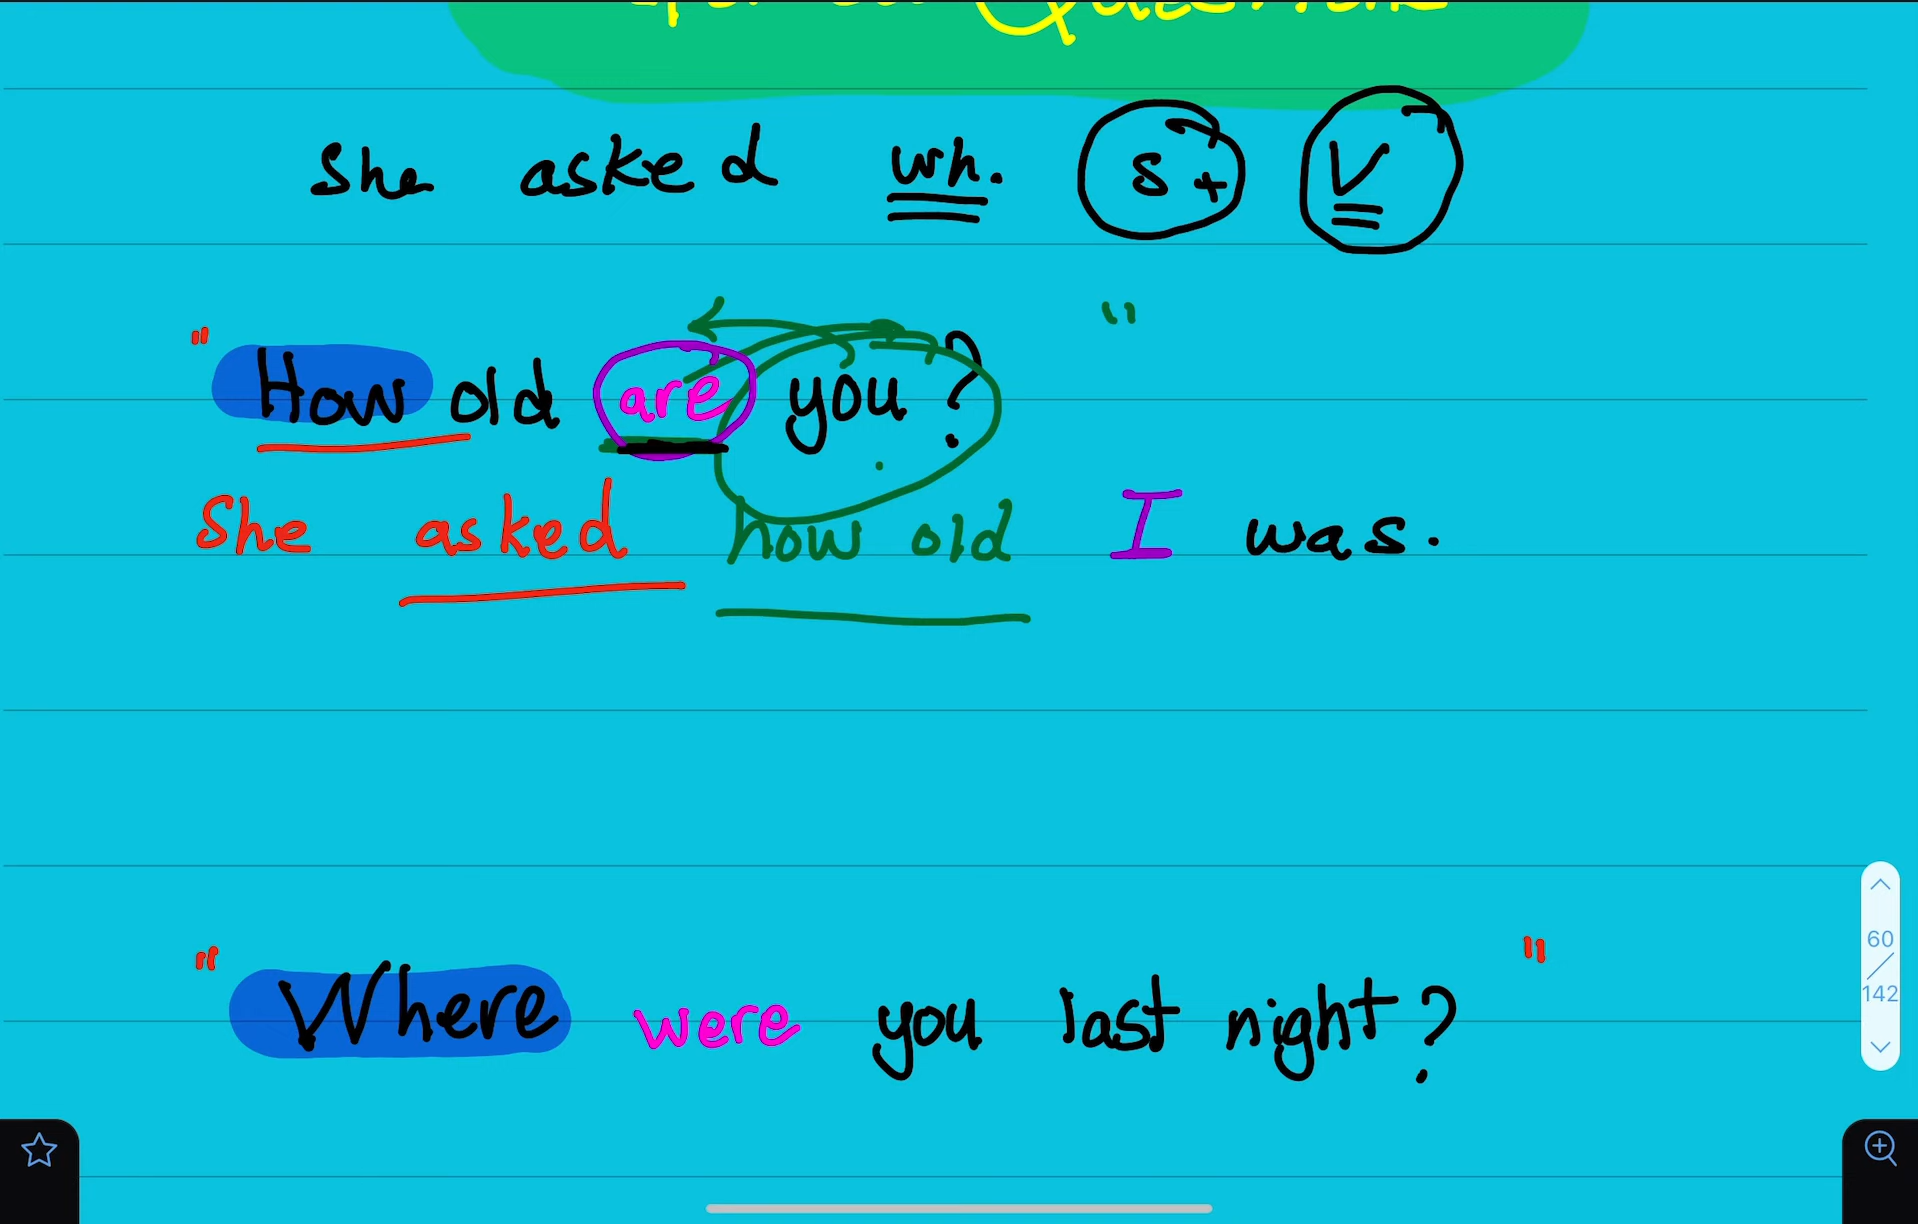 Questions
She asked wh. S + V
"How old are you?"
She asked how old I was.
"Where were you last night?"
60
142